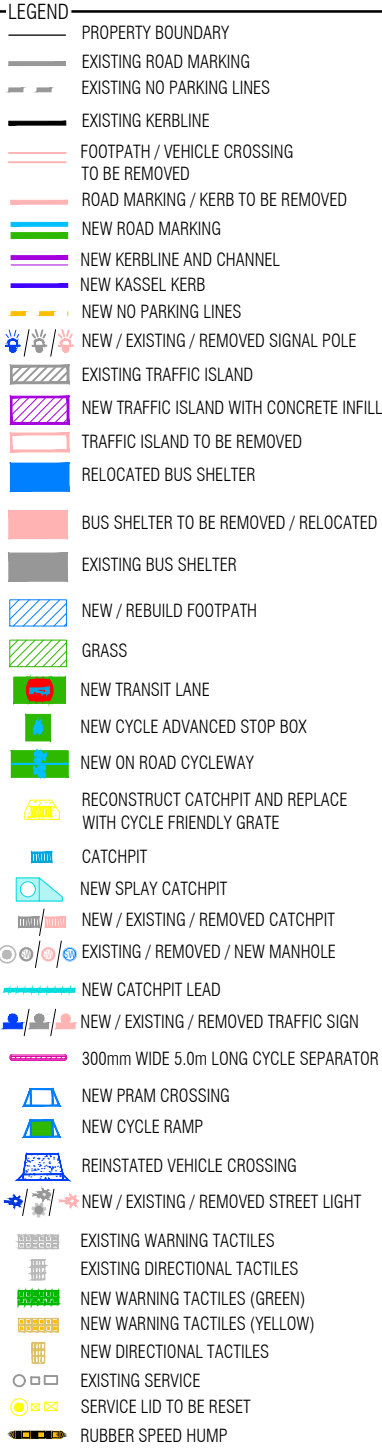 LEGEND
PROPERTY BOUNDARY
EXISTING ROAD MARKING
EXISTING NO PARKING LINES
EXISTING KERBLINE
FOOTPATH / VEHICLE CROSSING
TO BE REMOVED
ROAD MARKING / KERB TO BE REMOVED
NEW ROAD MARKING
NEW KERBLINE AND CHANNEL
NEW KASSEL KERB
NEW NO PARKING LINES
NEW / EXISTING / REMOVED SIGNAL POLE
EXISTING TRAFFIC ISLAND
NEW TRAFFIC ISLAND WITH CONCRETE INFILL
TRAFFIC ISLAND TO BE REMOVED
RELOCATED BUS SHELTER
BUS SHELTER TO BE REMOVED / RELOCATED
EXISTING BUS SHELTER
NEW / REBUILD FOOTPATH
GRASS
NEW TRANSIT LANE
NEW CYCLE ADVANCED STOP BOX
NEW ON ROAD CYCLEWAY
RECONSTRUCT CATCHPIT AND REPLACE
WITH CYCLE FRIENDLY GRATE
CATCHPIT
NEW SPLAY CATCHPIT
NEW / EXISTING / REMOVED CATCHPIT
EXISTING / REMOVED / NEW MANHOLE
NEW CATCHPIT LEAD
NEW / EXISTING / REMOVED TRAFFIC SIGN
300mm WIDE 5.0m LONG CYCLE SEPARATOR
NEW PRAM CROSSING
NEW CYCLE RAMP
REINSTATED VEHICLE CROSSING
NEW / EXISTING / REMOVED STREET LIGHT
EXISTING WARNING TACTILES
EXISTING DIRECTIONAL TACTILES
NEW WARNING TACTILES (GREEN)
NEW WARNING TACTILES (YELLOW)
NEW DIRECTIONAL TACTILES
EXISTING SERVICE
SERVICE LID TO BE RESET
RUBBER SPEED HUMP